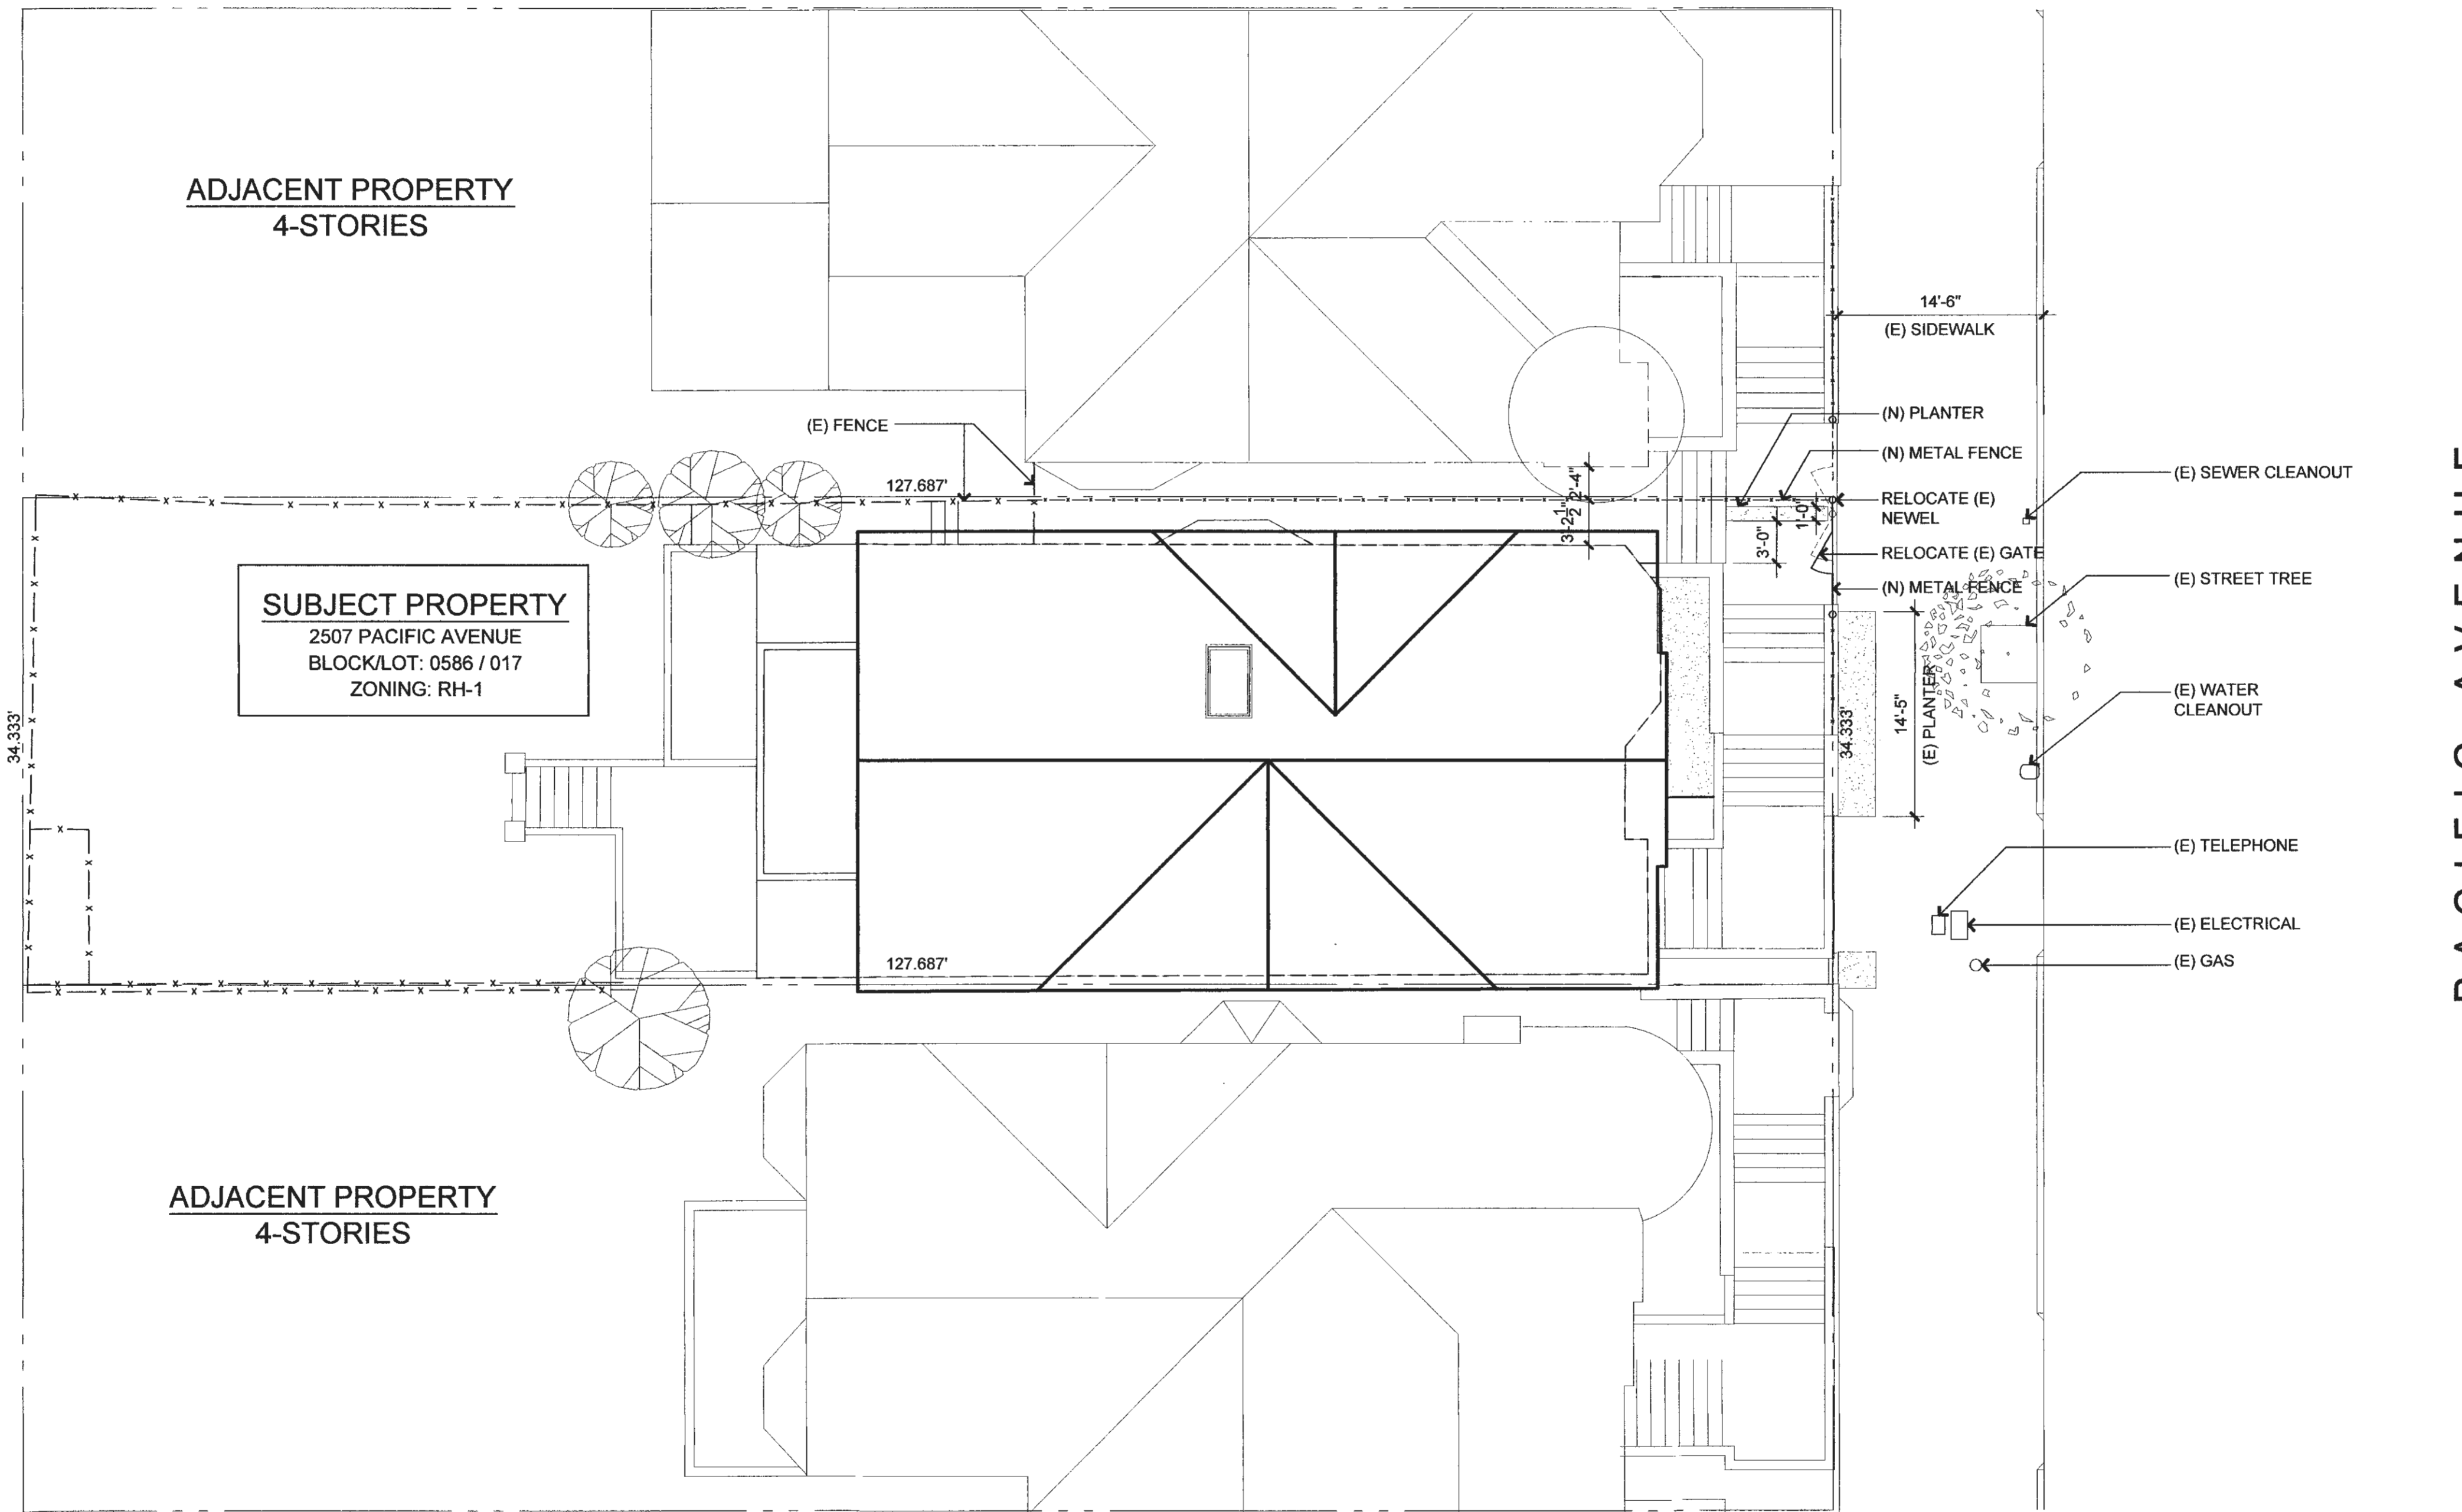 ADJACENT PROPERTY
4-STORIES
14'-6"
(E) SIDEWALK
(E) FENCE
(N) PLANTER
(N) METAL FENCE
RELOCATE (E)
NEWEL
RELOCATE (E) GATE
(N) METAL FENCE
127.687'
2'-4"
3'-2 1/2"
1'-0"
3'-0"
(E) SEWER CLEANOUT
(E) STREET TREE
(E) WATER
CLEANOUT
(E) TELEPHONE
(E) ELECTRICAL
(E) GAS
SUBJECT PROPERTY
2507 PACIFIC AVENUE
BLOCK/LOT: 0586 / 017
ZONING: RH-1
34.333'
34.333'
14'-5"
(E) PLANTER
127.687'
ADJACENT PROPERTY
4-STORIES
PACIFIC AVENUE